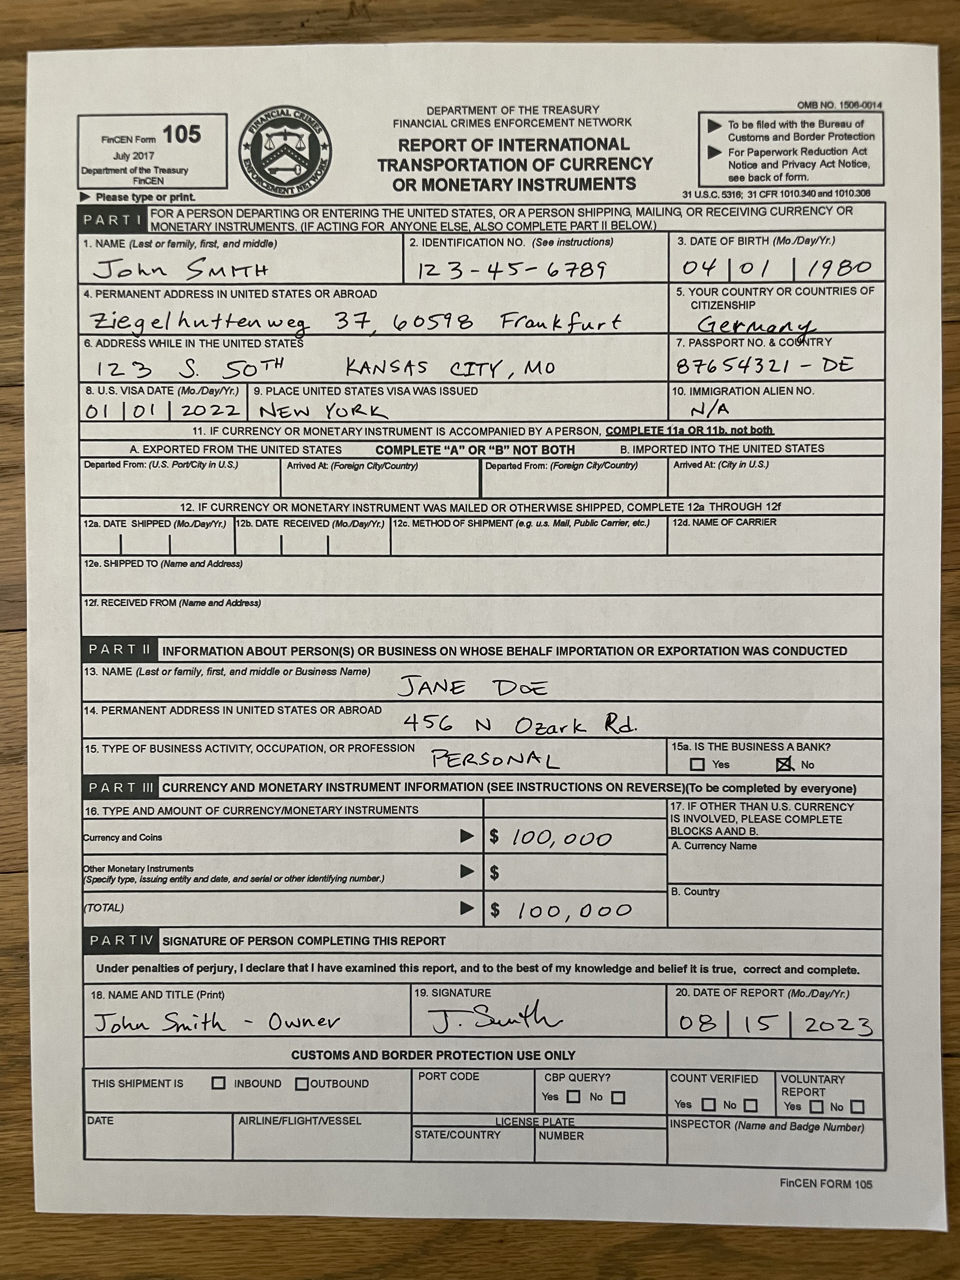 OMB NO. 1506-0014
FinCEN Form 105
July 2017
Department of the Treasury
FinCEN
▶ Please type or print.
FINANCIAL CRIMES
ENFORCEMENT NETWORK
DEPARTMENT OF THE TREASURY
FINANCIAL CRIMES ENFORCEMENT NETWORK
REPORT OF INTERNATIONAL
TRANSPORTATION OF CURRENCY
OR MONETARY INSTRUMENTS
▶ To be filed with the Bureau of
Customs and Border Protection
▶ For Paperwork Reduction Act
Notice and Privacy Act Notice,
see back of form.
31 U.S.C. 5316; 31 CFR 1010.340 and 1010.306
PART I FOR A PERSON DEPARTING OR ENTERING THE UNITED STATES, OR A PERSON SHIPPING, MAILING, OR RECEIVING CURRENCY OR
MONETARY INSTRUMENTS. (IF ACTING FOR ANYONE ELSE, ALSO COMPLETE PART II BELOW.)
1. NAME (Last or family, first, and middle)
John SMITH
2. IDENTIFICATION NO. (See instructions)
123-45-6789
3. DATE OF BIRTH (Mo./Day/Yr.)
04 | 01 | 1980
4. PERMANENT ADDRESS IN UNITED STATES OR ABROAD
Ziegelhuttenweg 37, 60598 Frankfurt
5. YOUR COUNTRY OR COUNTRIES OF
CITIZENSHIP
Germany
6. ADDRESS WHILE IN THE UNITED STATES
123 S. 50TH KANSAS CITY, MO
7. PASSPORT NO. & COUNTRY
87654321 - DE
8. U.S. VISA DATE (Mo./Day/Yr.)
01 | 01 | 2022
9. PLACE UNITED STATES VISA WAS ISSUED
NEW YORK
10. IMMIGRATION ALIEN NO.
N/A
11. IF CURRENCY OR MONETARY INSTRUMENT IS ACCOMPANIED BY A PERSON, COMPLETE 11a OR 11b, not both
A. EXPORTED FROM THE UNITED STATES COMPLETE "A" OR "B" NOT BOTH B. IMPORTED INTO THE UNITED STATES
Departed From: (U.S. Port/City in U.S.)
Arrived At: (Foreign City/Country)
Departed From: (Foreign City/Country)
Arrived At: (City in U.S.)
12. IF CURRENCY OR MONETARY INSTRUMENT WAS MAILED OR OTHERWISE SHIPPED, COMPLETE 12a THROUGH 12f
12a. DATE SHIPPED (Mo./Day/Yr.)
12b. DATE RECEIVED (Mo./Day/Yr.)
12c. METHOD OF SHIPMENT (e.g. u.s. Mail, Public Carrier, etc.)
12d. NAME OF CARRIER
12e. SHIPPED TO (Name and Address)
12f. RECEIVED FROM (Name and Address)
PART II INFORMATION ABOUT PERSON(S) OR BUSINESS ON WHOSE BEHALF IMPORTATION OR EXPORTATION WAS CONDUCTED
13. NAME (Last or family, first, and middle or Business Name)
JANE DOE
14. PERMANENT ADDRESS IN UNITED STATES OR ABROAD
456 N Ozark Rd.
15. TYPE OF BUSINESS ACTIVITY, OCCUPATION, OR PROFESSION
PERSONAL
15a. IS THE BUSINESS A BANK?
☐ Yes ☒ No
PART III CURRENCY AND MONETARY INSTRUMENT INFORMATION (SEE INSTRUCTIONS ON REVERSE)(To be completed by everyone)
16. TYPE AND AMOUNT OF CURRENCY/MONETARY INSTRUMENTS
Currency and Coins ▶ $ 100,000
Other Monetary Instruments
(Specify type, issuing entity and date, and serial or other identifying number.) ▶ $
(TOTAL) ▶ $ 100,000
17. IF OTHER THAN U.S. CURRENCY
IS INVOLVED, PLEASE COMPLETE
BLOCKS A AND B.
A. Currency Name
B. Country
PART IV SIGNATURE OF PERSON COMPLETING THIS REPORT
Under penalties of perjury, I declare that I have examined this report, and to the best of my knowledge and belief it is true, correct and complete.
18. NAME AND TITLE (Print)
John Smith - Owner
19. SIGNATURE
J. Smith
20. DATE OF REPORT (Mo./Day/Yr.)
08 | 15 | 2023
CUSTOMS AND BORDER PROTECTION USE ONLY
THIS SHIPMENT IS ☐ INBOUND ☐ OUTBOUND
PORT CODE
CBP QUERY?
Yes ☐ No ☐
COUNT VERIFIED
Yes ☐ No ☐
VOLUNTARY
REPORT
Yes ☐ No ☐
DATE
AIRLINE/FLIGHT/VESSEL
LICENSE PLATE
STATE/COUNTRY
NUMBER
INSPECTOR (Name and Badge Number)
FinCEN FORM 105